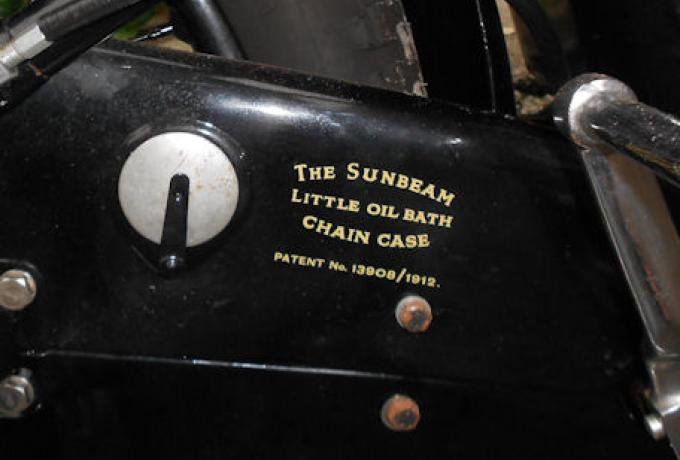 THE SUNBEAM
LITTLE OIL BATH
CHAIN CASE
PATENT No. 13908/1912.